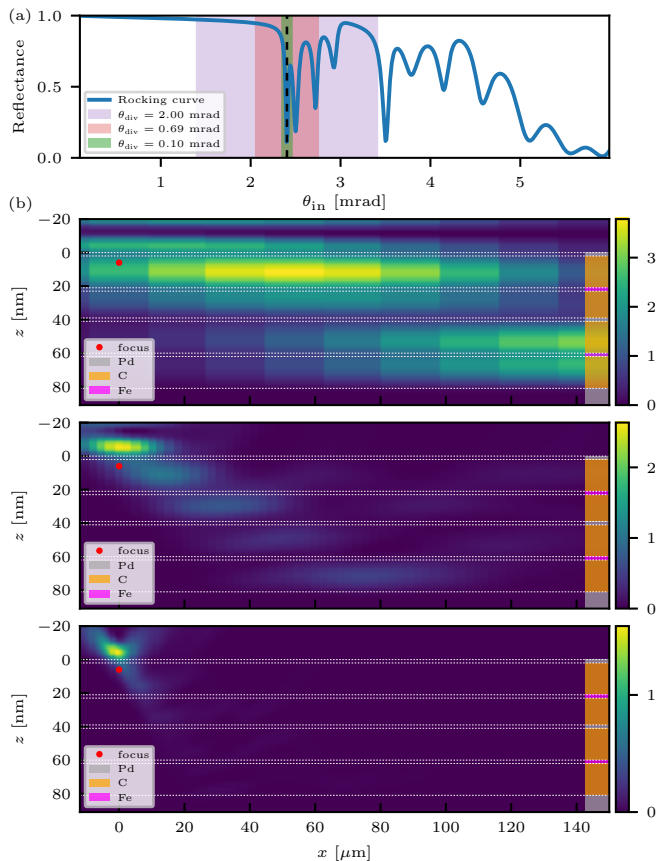 (a)
1.0
0.5
0.0
Reflectance
Rocking curve
θdiv = 2.00 mrad
θdiv = 0.69 mrad
θdiv = 0.10 mrad
1 2 3 4 5
θin [mrad]
(b)
−20
0
20
40
60
80
z [nm]
focus
Pd
C
Fe
3
2
1
0
−20
0
20
40
60
80
z [nm]
focus
Pd
C
Fe
2
1
0
−20
0
20
40
60
80
z [nm]
focus
Pd
C
Fe
1
0
0 20 40 60 80 100 120 140
x [μm]